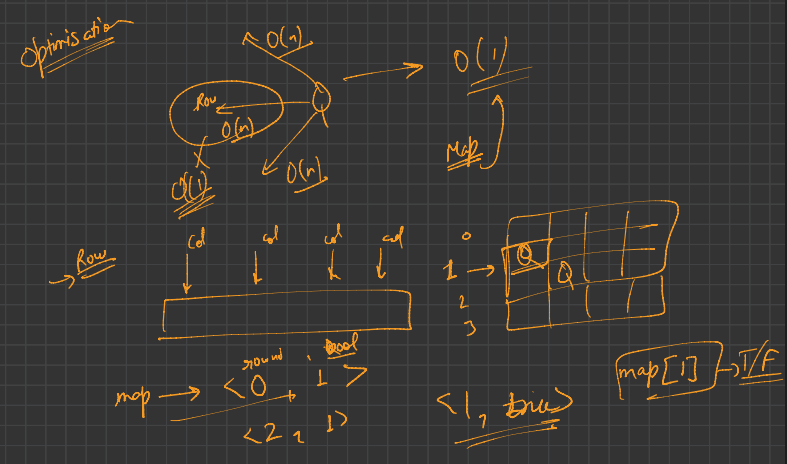 Optimisation
O(n)
O(1)
Row
O(n)
Q
Map
O(1)
O(n)
col col col col
→ Row
0
1 → Q
Q
2
3
map → <0 , 1>
bool
<2, 1>
<1, true>
map[1] → T/F